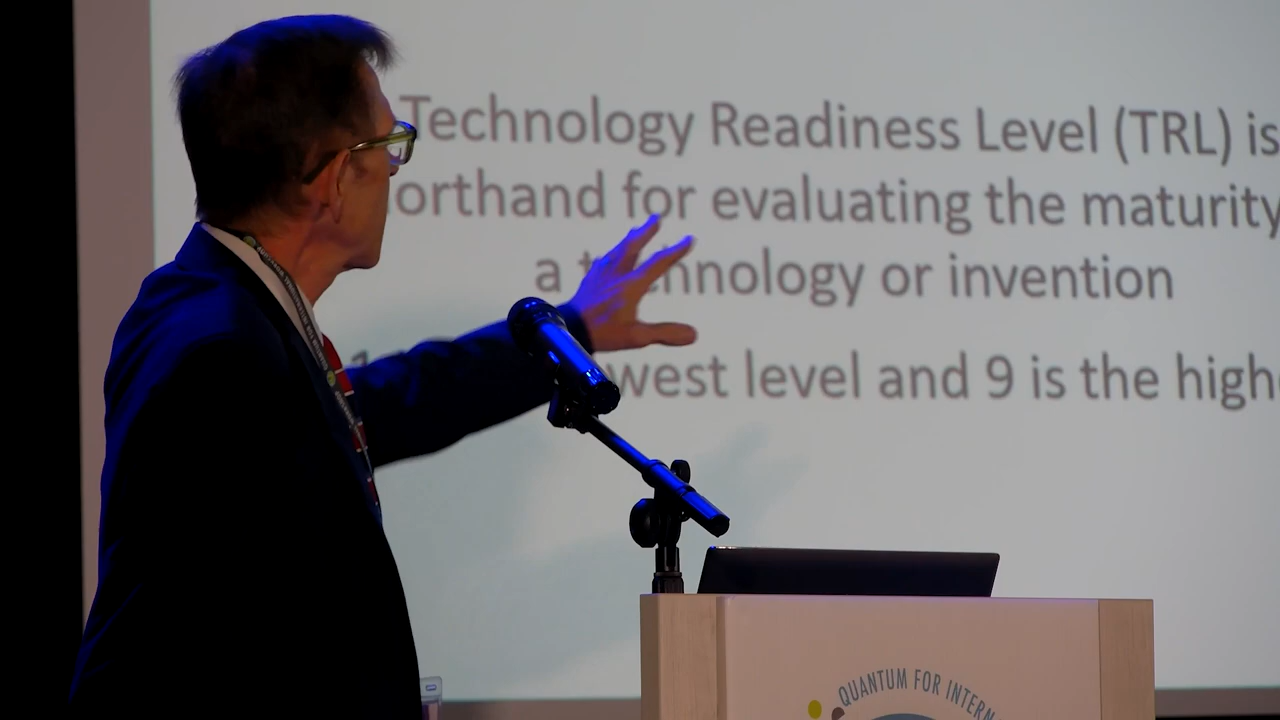 Technology Readiness Level (TRL) is
orthand for evaluating the maturity
a technology or invention
west level and 9 is the high
QUANTUM FOR INTERN